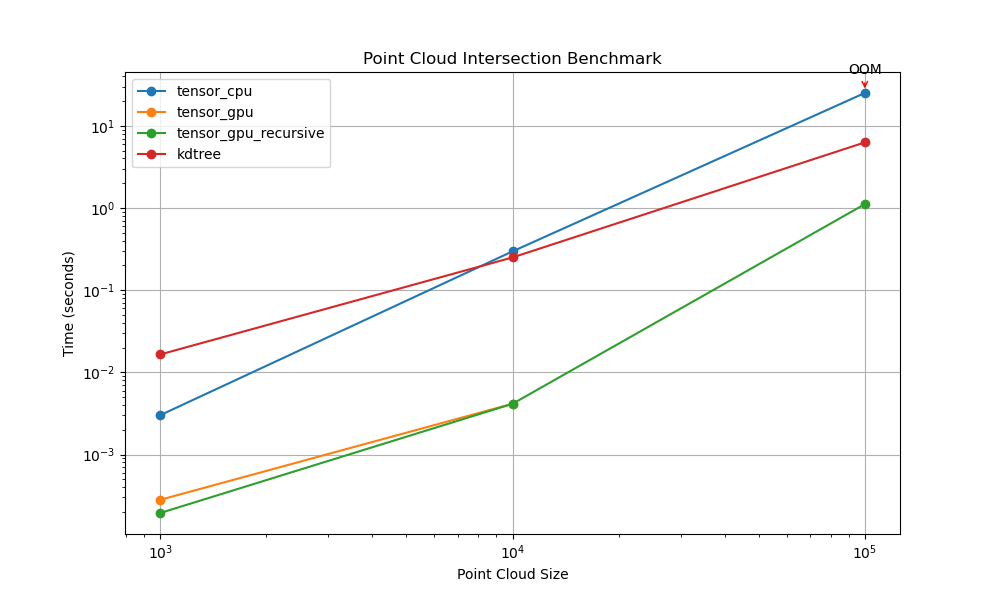 Point Cloud Intersection Benchmark
OOM
tensor_cpu
tensor_gpu
tensor_gpu_recursive
kdtree
Time (seconds)
10¹
10⁰
10⁻¹
10⁻²
10⁻³
10³
10⁴
10⁵
Point Cloud Size